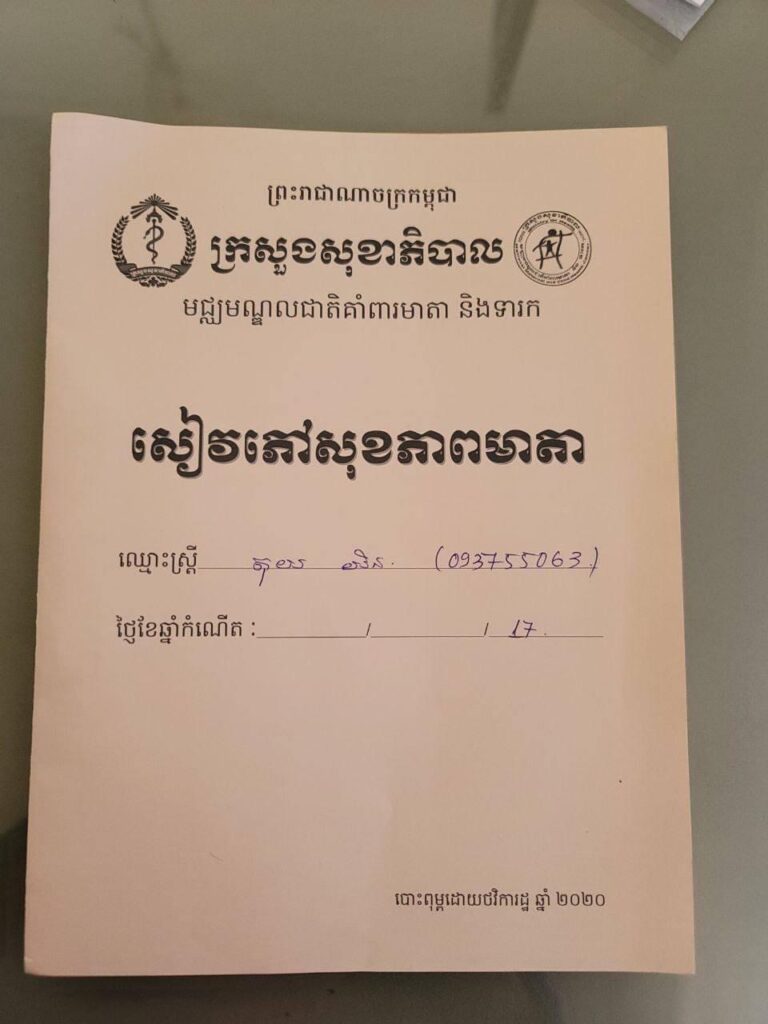 ព្រះរាជាណាចក្រកម្ពុជា
ក្រសួងសុខាភិបាល
មជ្ឈមណ្ឌលជាតិគាំពារមាតា និងទារក
សៀវភៅសុខភាពមាតា
ឈ្មោះស្ត្រី តុយ (093755063)
ថ្ងៃខែឆ្នាំកំណើត : / / 17.
បោះពុម្ពដោយថវិការដ្ឋ ឆ្នាំ ២០២០